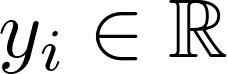 yᵢ ∈ ℝ